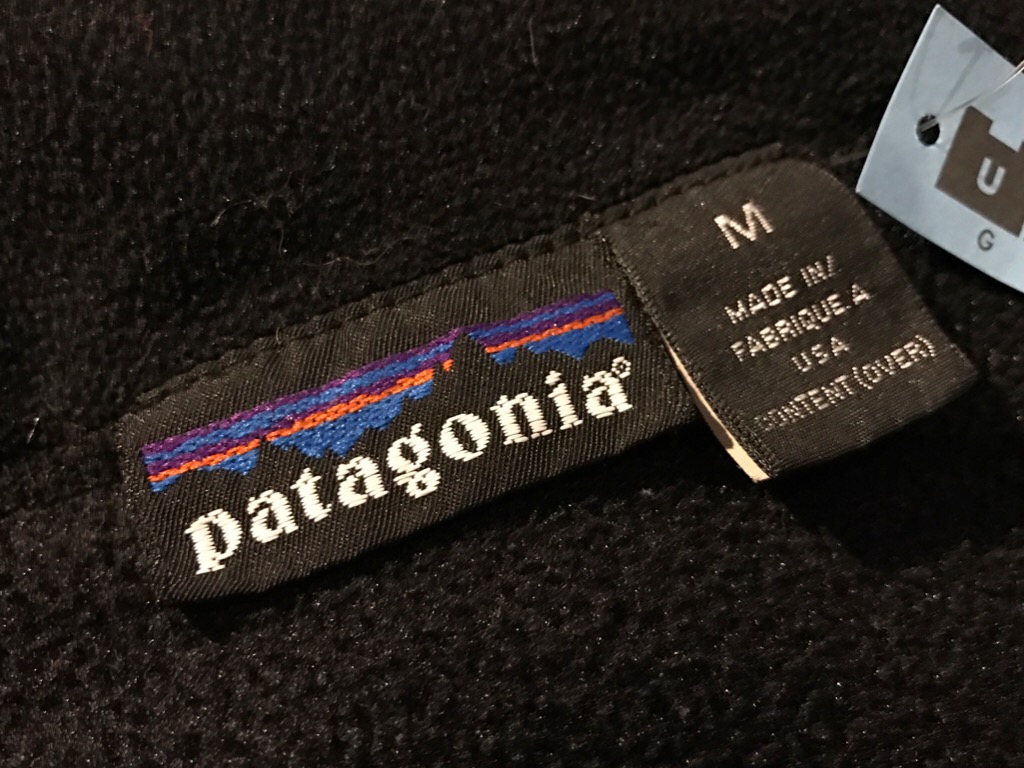 patagonia®
M
MADE IN/
FABRIQUE A
USA
CONTENT (OVER)
U
G